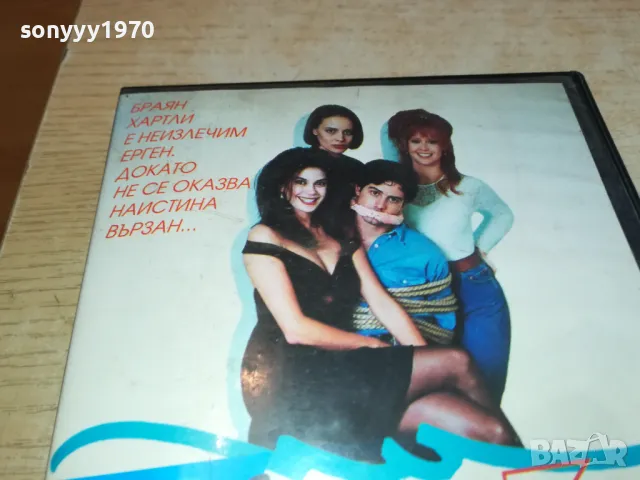 sonyyy1970
БРАЯН
ХАРТЛИ
Е НЕИЗЛЕЧИМ
ЕРГЕН.
ДОКАТО
НЕ СЕ ОКАЗВА
НАИСТИНА
ВЪРЗАН...
BAZAR